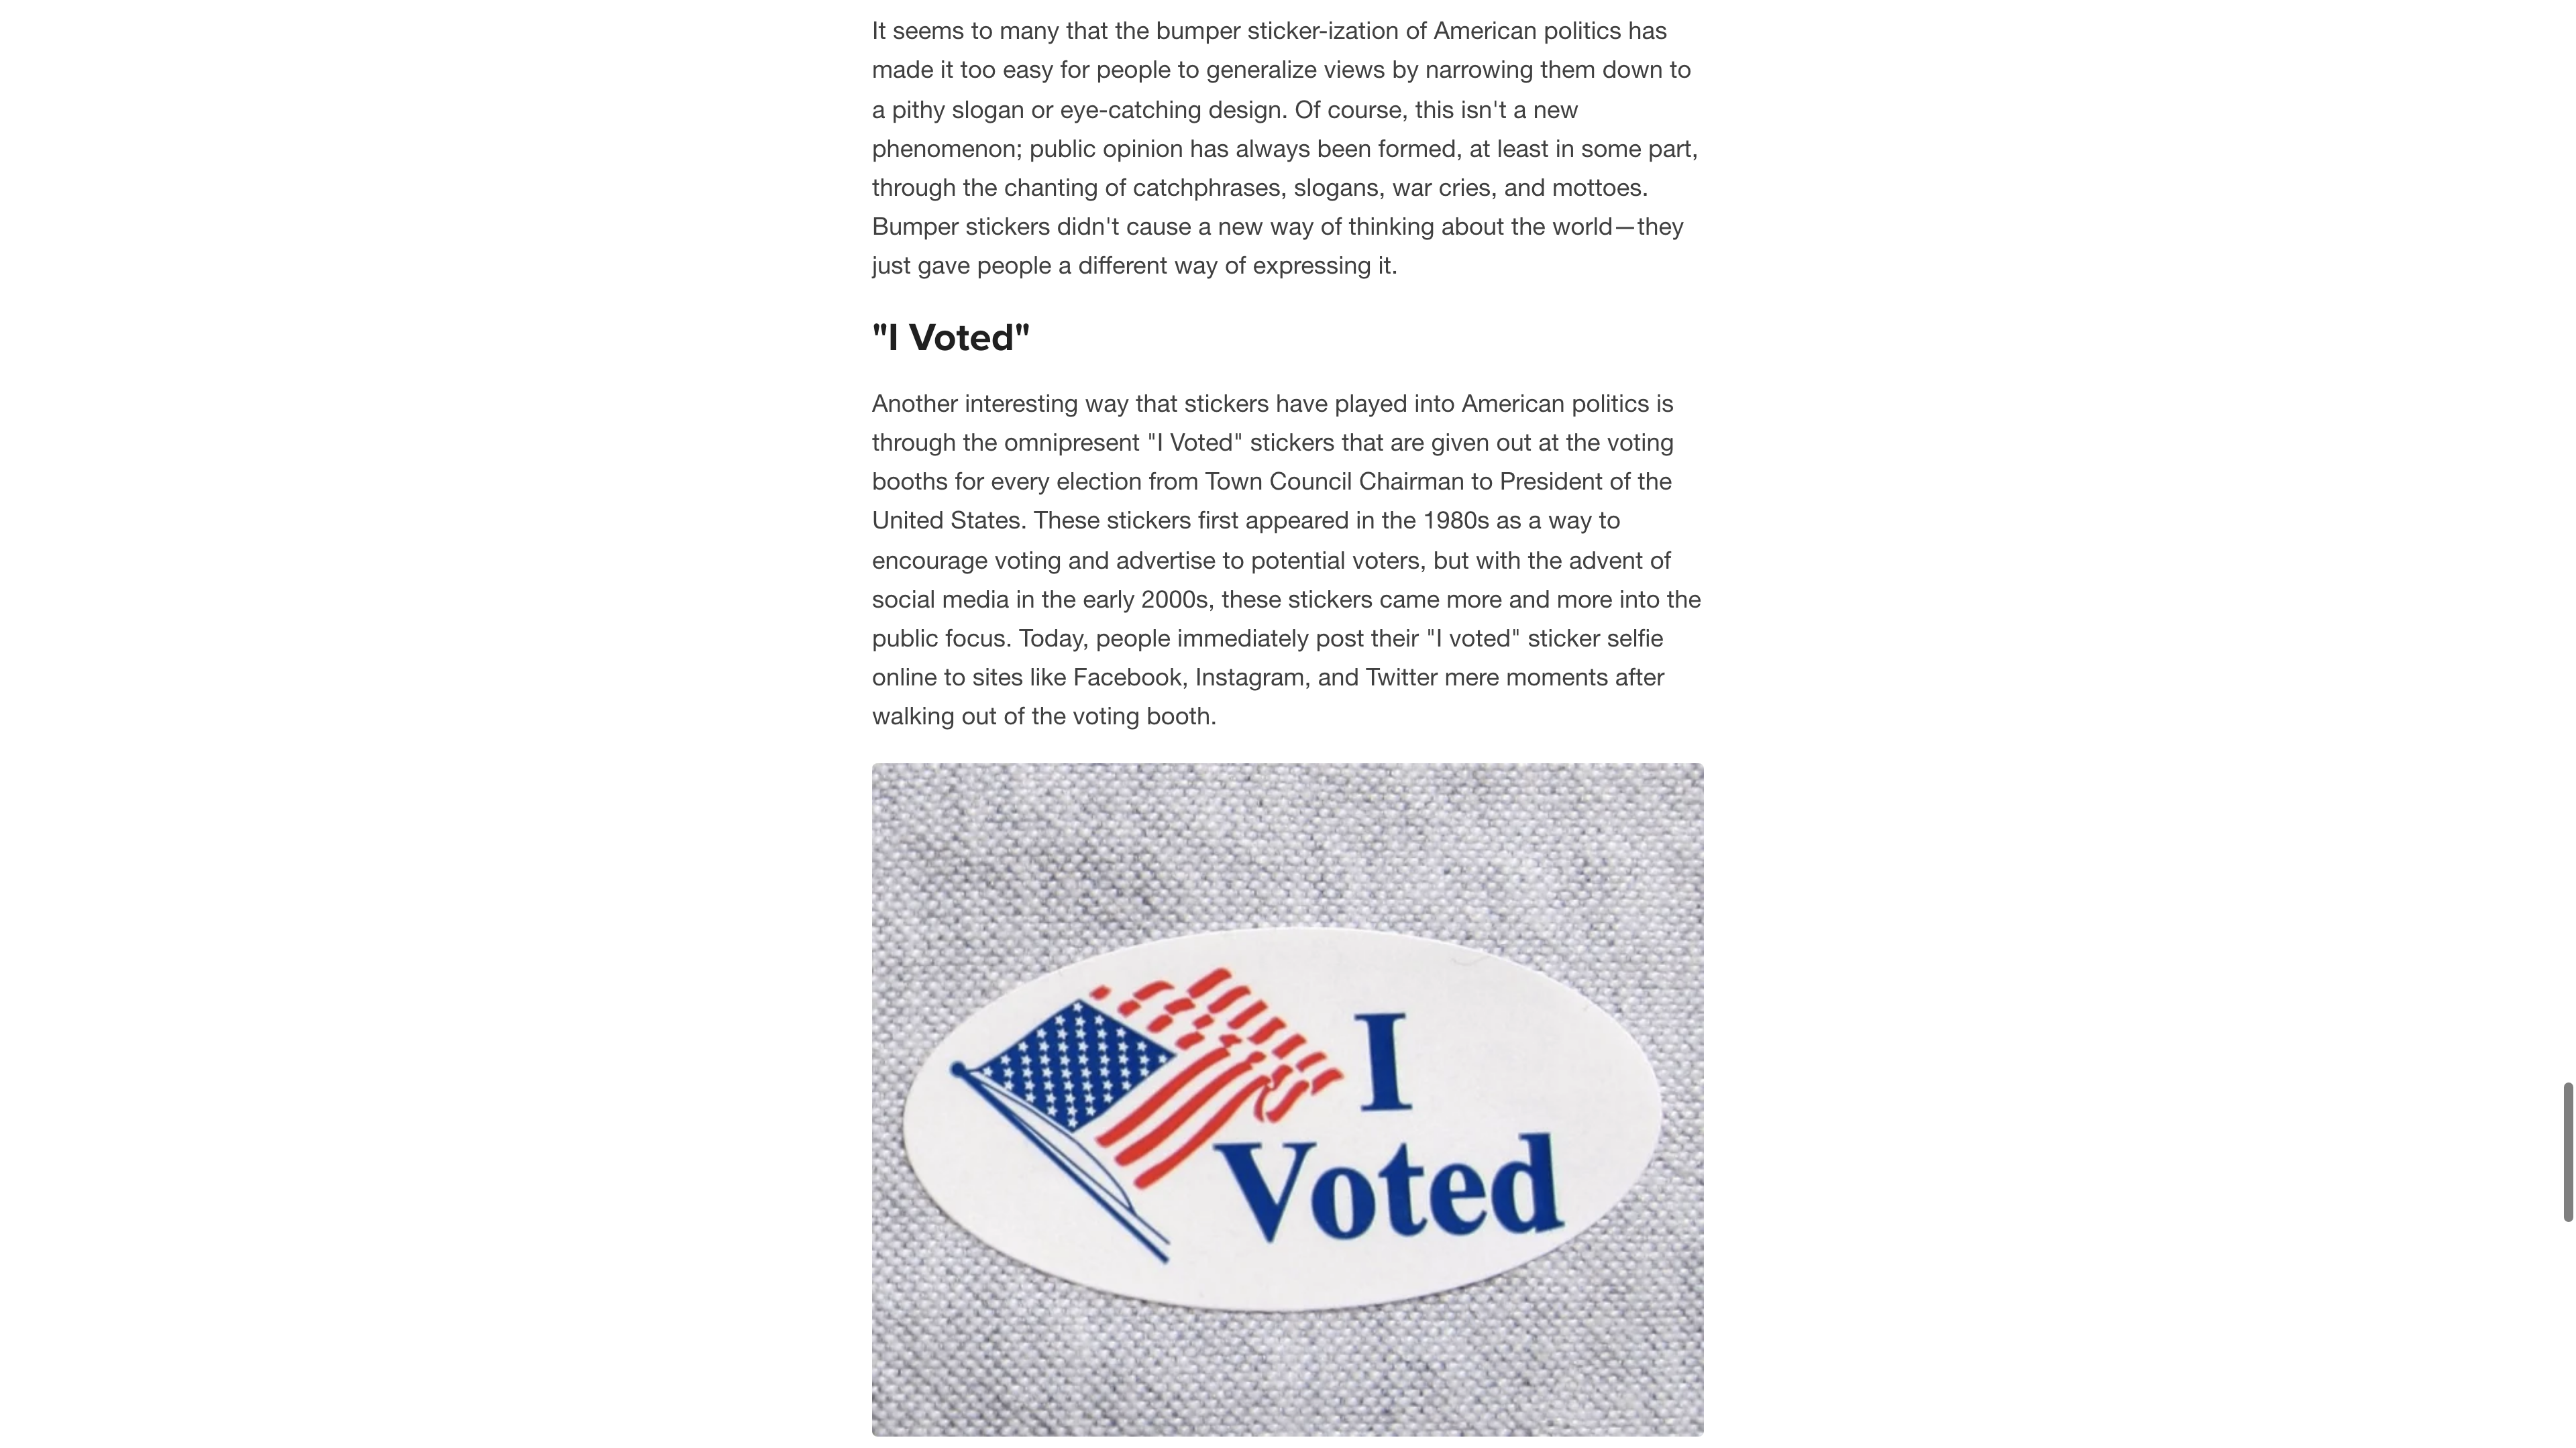 It seems to many that the bumper sticker-ization of American politics has
made it too easy for people to generalize views by narrowing them down to
a pithy slogan or eye-catching design. Of course, this isn't a new
phenomenon; public opinion has always been formed, at least in some part,
through the chanting of catchphrases, slogans, war cries, and mottoes.
Bumper stickers didn't cause a new way of thinking about the world—they
just gave people a different way of expressing it.
"I Voted"
Another interesting way that stickers have played into American politics is
through the omnipresent "I Voted" stickers that are given out at the voting
booths for every election from Town Council Chairman to President of the
United States. These stickers first appeared in the 1980s as a way to
encourage voting and advertise to potential voters, but with the advent of
social media in the early 2000s, these stickers came more and more into the
public focus. Today, people immediately post their "I voted" sticker selfie
online to sites like Facebook, Instagram, and Twitter mere moments after
walking out of the voting booth.
I
Voted